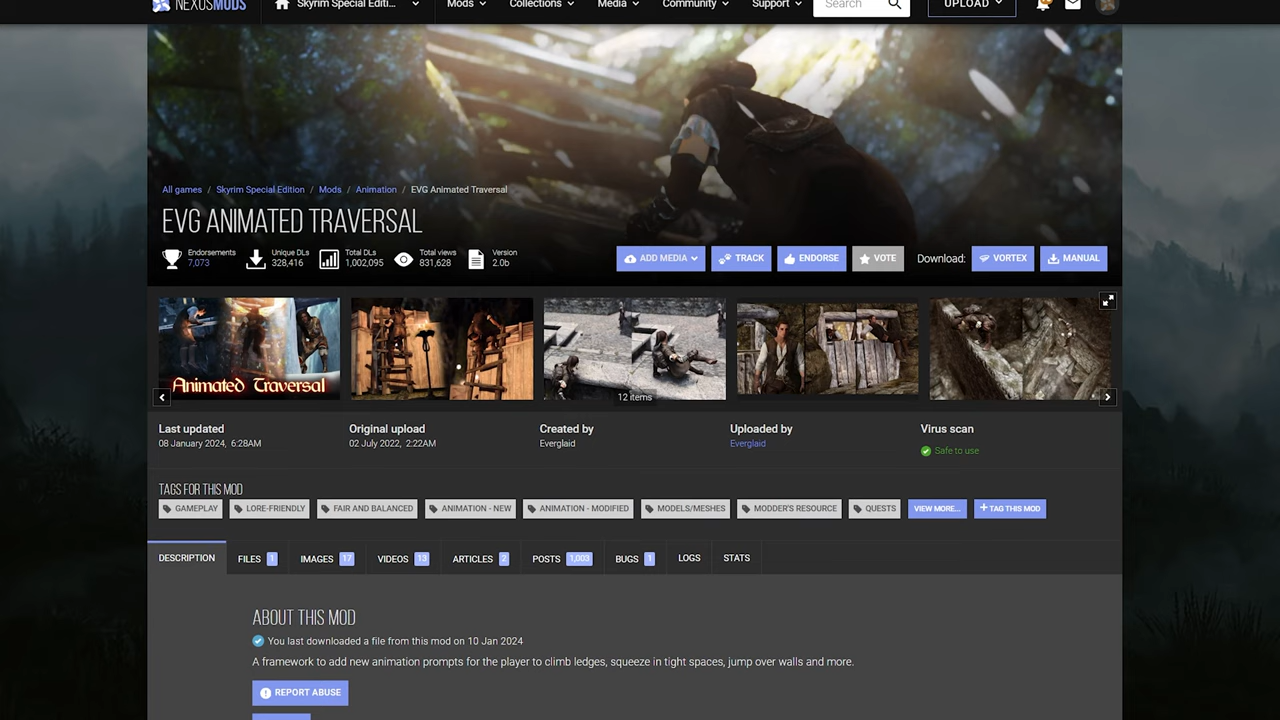 NEXUSMODS
Skyrim Special Editi...
Mods
Collections
Media
Community
Support
Search
UPLOAD
All games / Skyrim Special Edition / Mods / Animation / EVG Animated Traversal
EVG ANIMATED TRAVERSAL
Endorsements
7,073
Unique DLs
328,416
Total DLs
1,002,095
Total views
831,628
Version
2.0b
ADD MEDIA
TRACK
ENDORSE
VOTE
Download:
VORTEX
MANUAL
Animated Traversal
12 items
Last updated
08 January 2024, 6:28AM
Original upload
02 July 2022, 2:22AM
Created by
Everglaid
Uploaded by
Everglaid
Virus scan
Safe to use
TAGS FOR THIS MOD
GAMEPLAY
LORE-FRIENDLY
FAIR AND BALANCED
ANIMATION - NEW
ANIMATION - MODIFIED
MODELS/MESHES
MODDER'S RESOURCE
QUESTS
VIEW MORE...
+ TAG THIS MOD
DESCRIPTION
FILES 1
IMAGES 17
VIDEOS 13
ARTICLES 2
POSTS 1,003
BUGS 1
LOGS
STATS
ABOUT THIS MOD
You last downloaded a file from this mod on 10 Jan 2024
A framework to add new animation prompts for the player to climb ledges, squeeze in tight spaces, jump over walls and more.
REPORT ABUSE